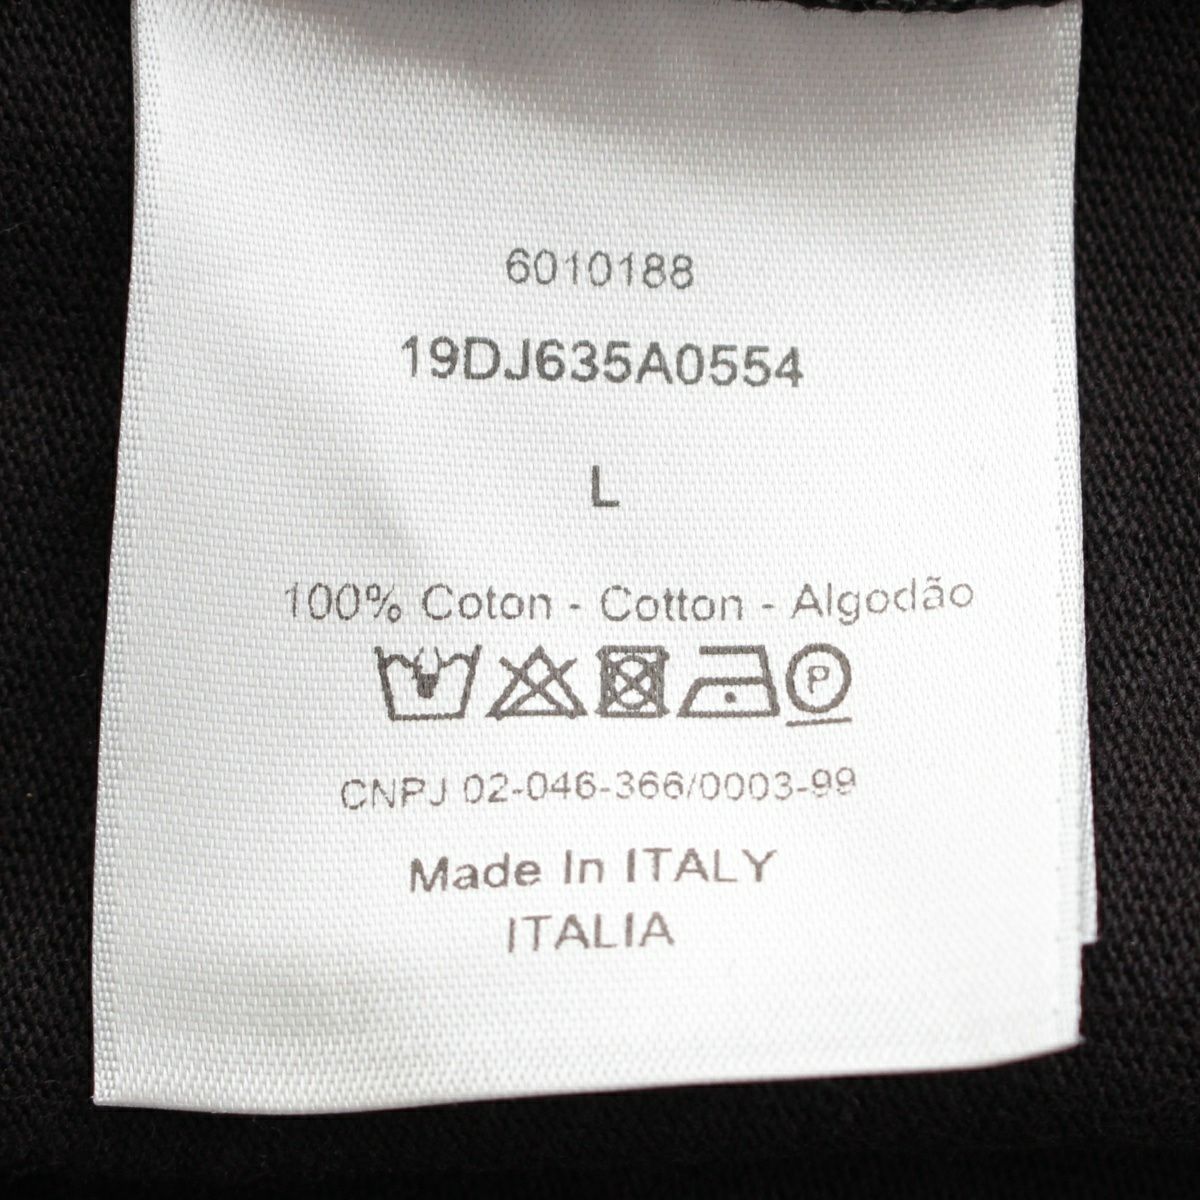 6010188
19DJ635A0554
L
100% Coton - Cotton - Algodão
P
CNPJ 02-046-366/0003-99
Made In ITALY
ITALIA